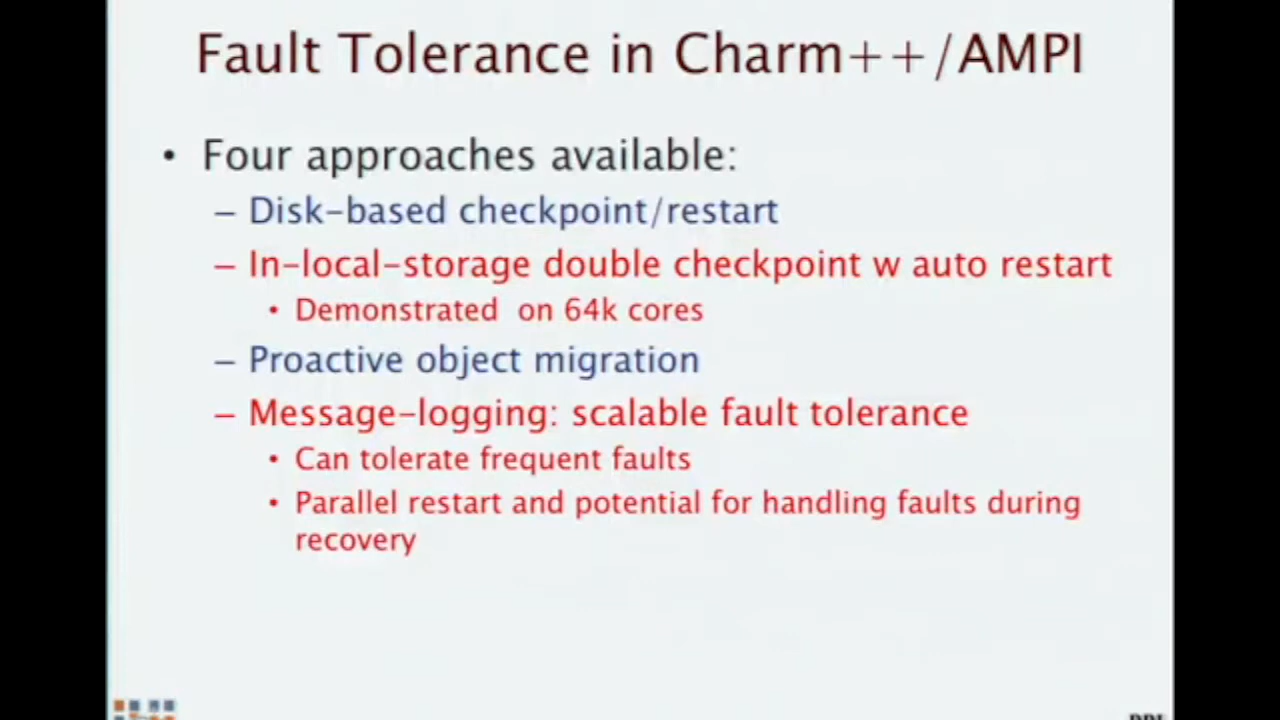 Fault Tolerance in Charm++/AMPI
• Four approaches available:
– Disk-based checkpoint/restart
– In-local-storage double checkpoint w auto restart
• Demonstrated on 64k cores
– Proactive object migration
– Message-logging: scalable fault tolerance
• Can tolerate frequent faults
• Parallel restart and potential for handling faults during
recovery